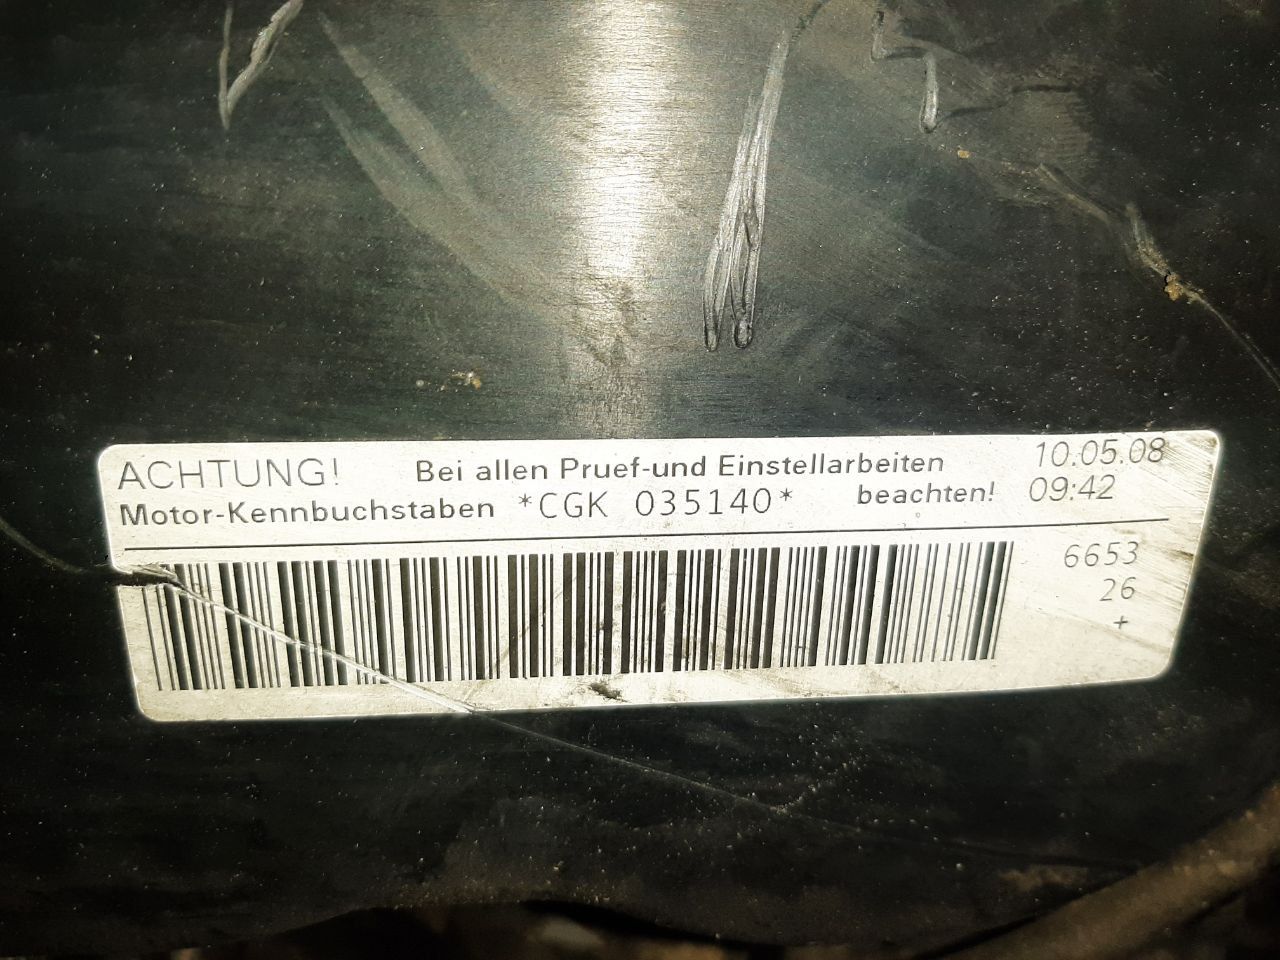 ACHTUNG! Bei allen Pruef-und Einstellarbeiten 10.05.08
Motor-Kennbuchstaben *CGK 035140* beachten! 09:42
6653
26
+